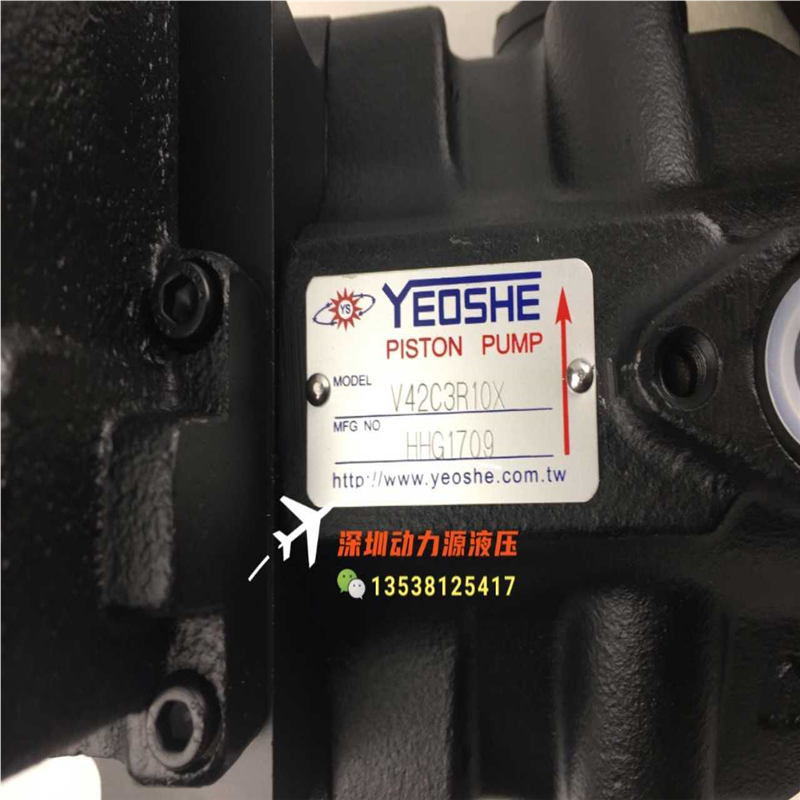 YS
YEOSHE
PISTON PUMP
MODEL V42C3R10X
MFG NO HHG1709
http://www.yeoshe.com.tw
深圳动力源液压
13538125417